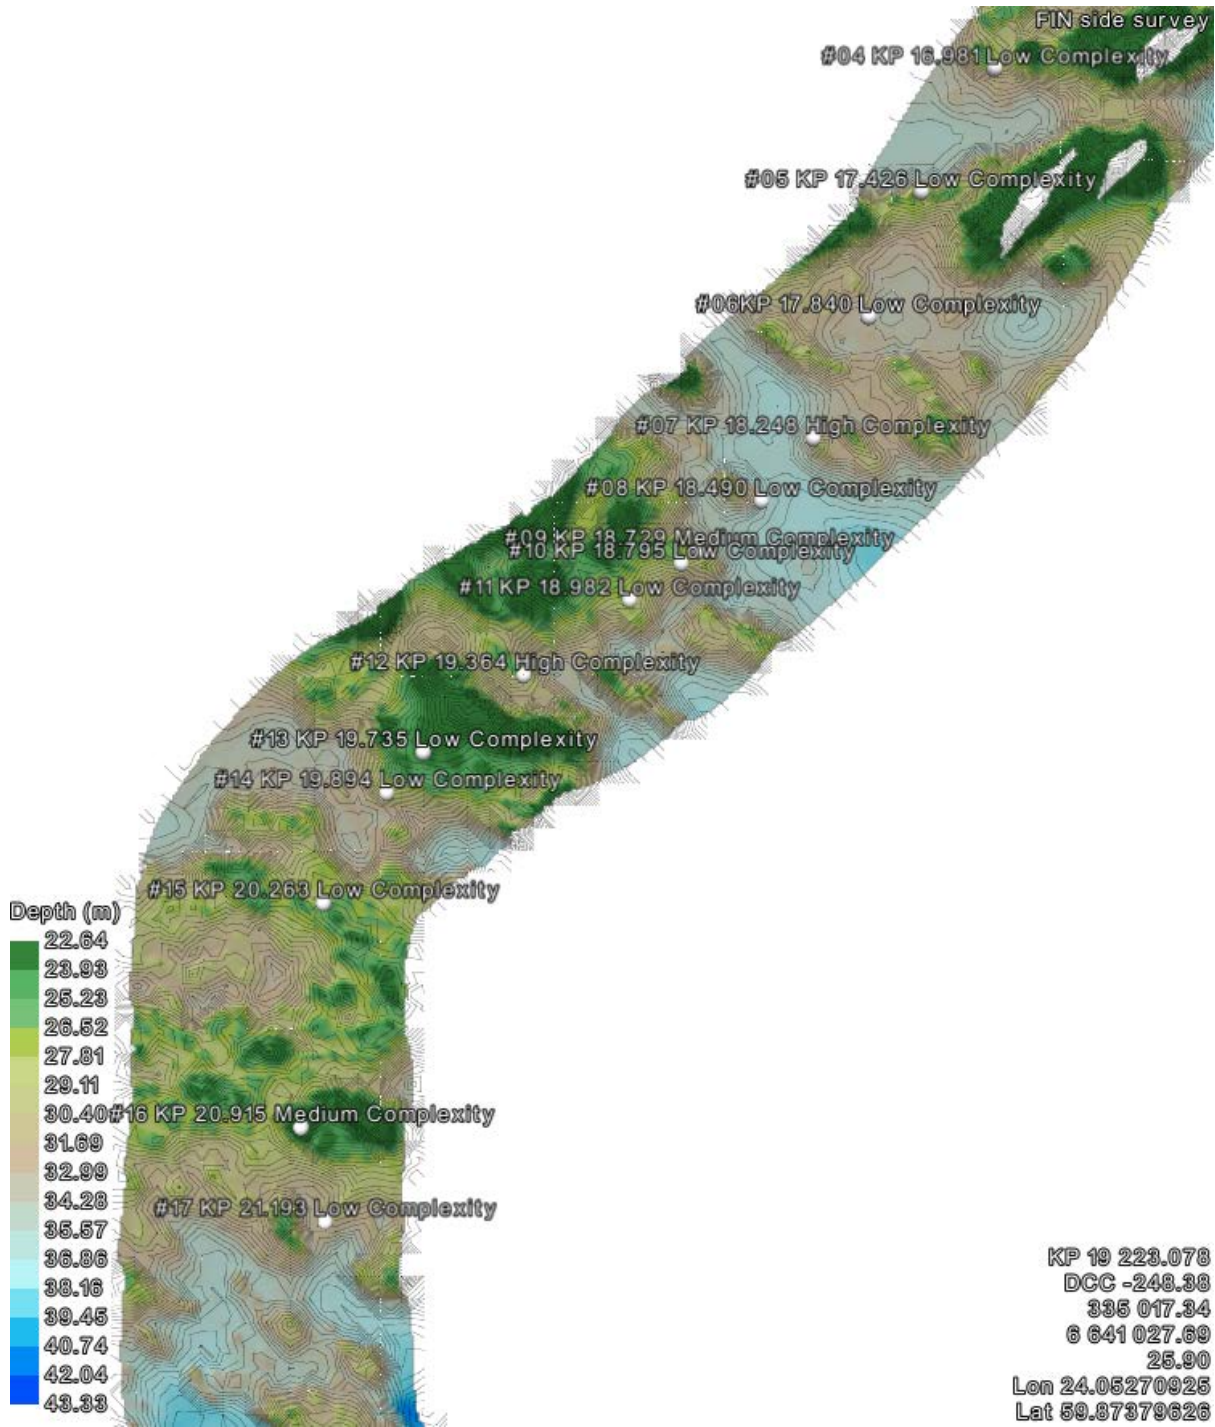 FIN side survey
#04 KP 16.981 Low Complexity
#05 KP 17.426 Low Complexity
#06KP 17.840 Low Complexity
#07 KP 18.248 High Complexity
#08 KP 18.490 Low Complexity
#09 KP 18.729 Medium Complexity
#10 KP 18.795 Low Complexity
#11 KP 18.982 Low Complexity
#12 KP 19.364 High Complexity
#13 KP 19.735 Low Complexity
#14 KP 19.894 Low Complexity
#15 KP 20.263 Low Complexity
#16 KP 20.915 Medium Complexity
#17 KP 21.193 Low Complexity
Depth (m)
22.64
23.93
25.23
26.52
27.81
29.11
30.40
31.69
32.99
34.28
35.57
36.86
38.16
39.45
40.74
42.04
43.33
KP 19 223.078
DCC -248.38
335 017.34
6 641 027.69
25.90
Lon 24.05270925
Lat 59.87379626